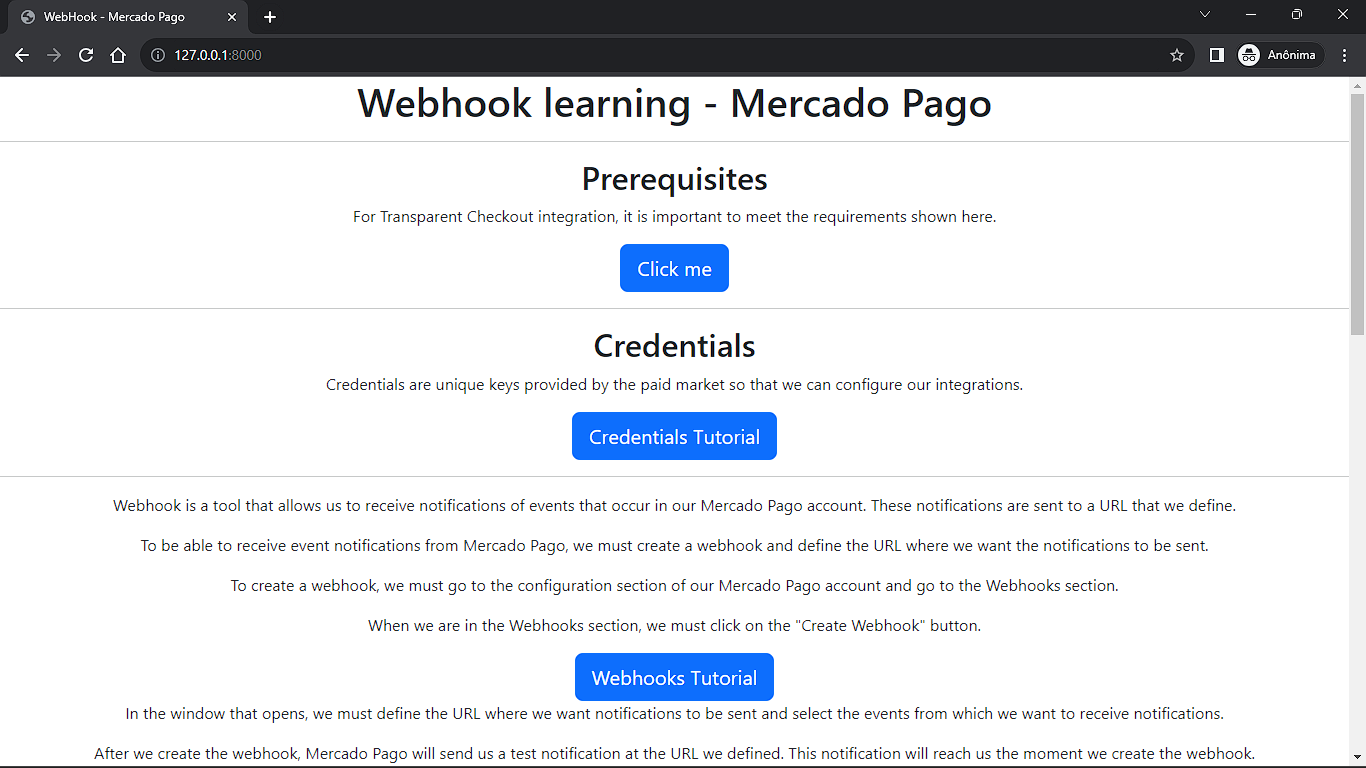 WebHook - Mercado Pago
127.0.0.1:8000
Anônima
Webhook learning - Mercado Pago
Prerequisites
For Transparent Checkout integration, it is important to meet the requirements shown here.
Click me
Credentials
Credentials are unique keys provided by the paid market so that we can configure our integrations.
Credentials Tutorial
Webhook is a tool that allows us to receive notifications of events that occur in our Mercado Pago account. These notifications are sent to a URL that we define.
To be able to receive event notifications from Mercado Pago, we must create a webhook and define the URL where we want the notifications to be sent.
To create a webhook, we must go to the configuration section of our Mercado Pago account and go to the Webhooks section.
When we are in the Webhooks section, we must click on the "Create Webhook" button.
Webhooks Tutorial
In the window that opens, we must define the URL where we want notifications to be sent and select the events from which we want to receive notifications.
After we create the webhook, Mercado Pago will send us a test notification at the URL we defined. This notification will reach us the moment we create the webhook.